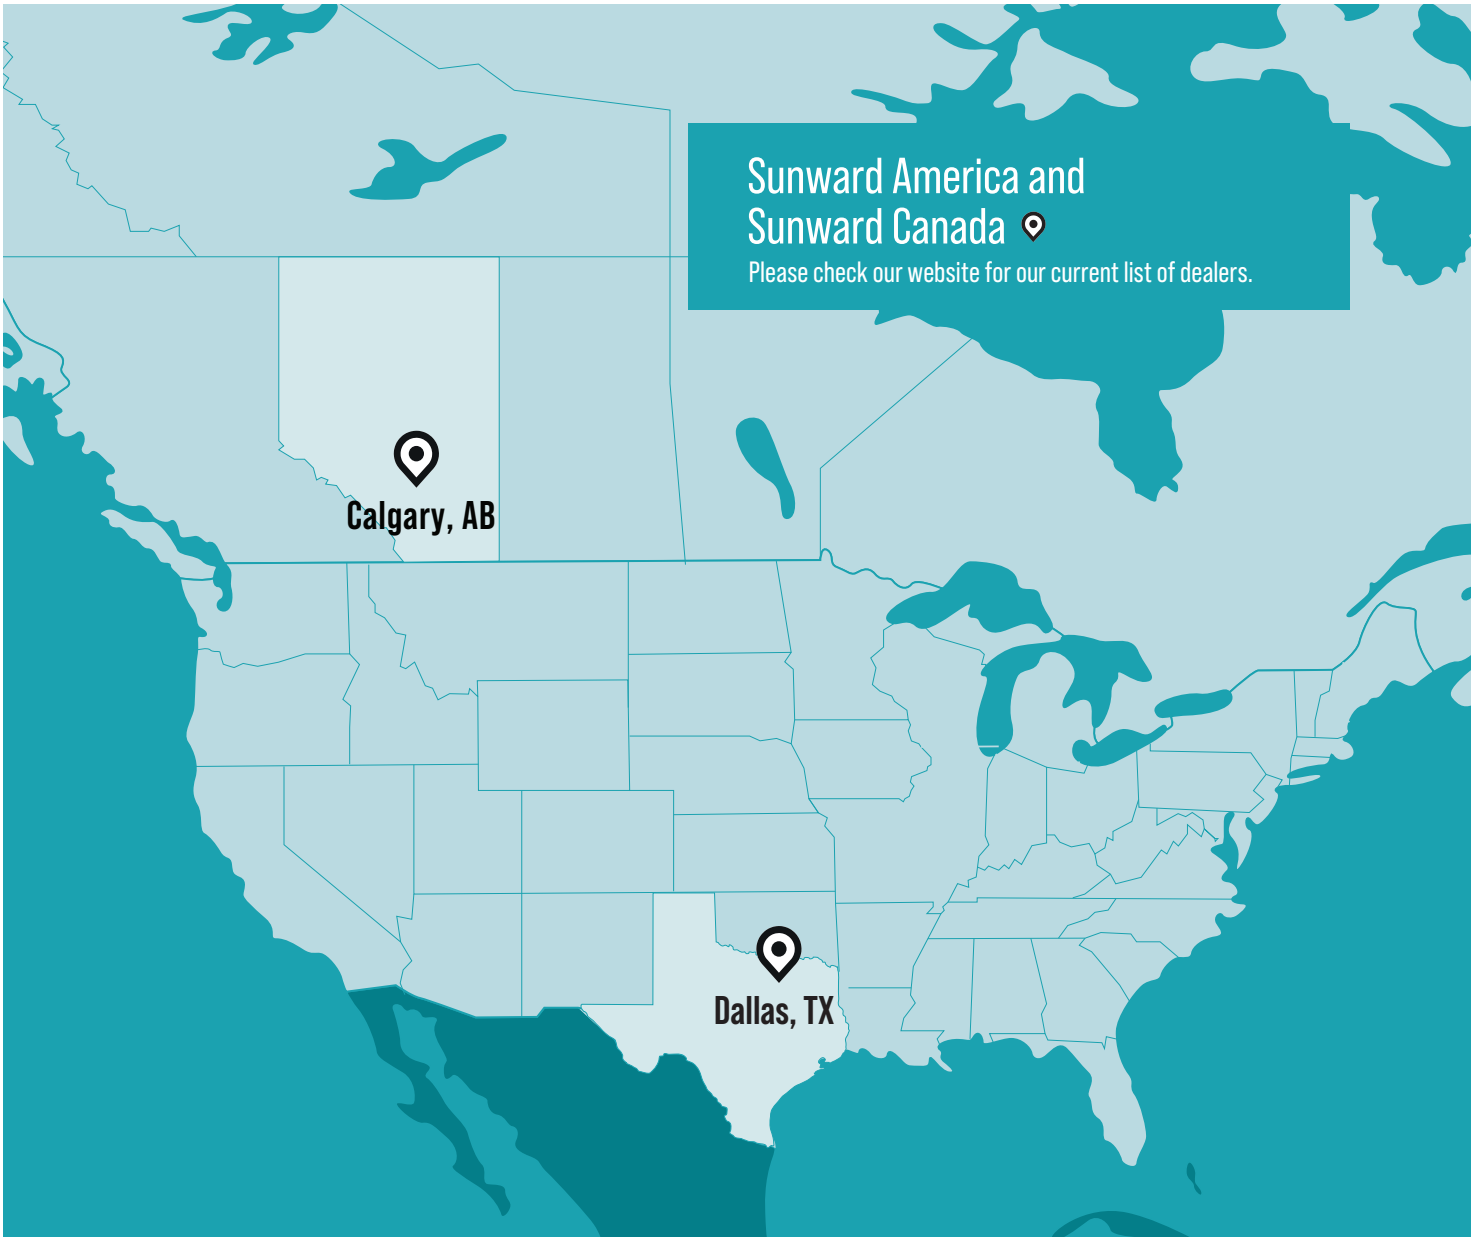 Sunward America and
Sunward Canada
Please check our website for our current list of dealers.
Calgary, AB
Dallas, TX